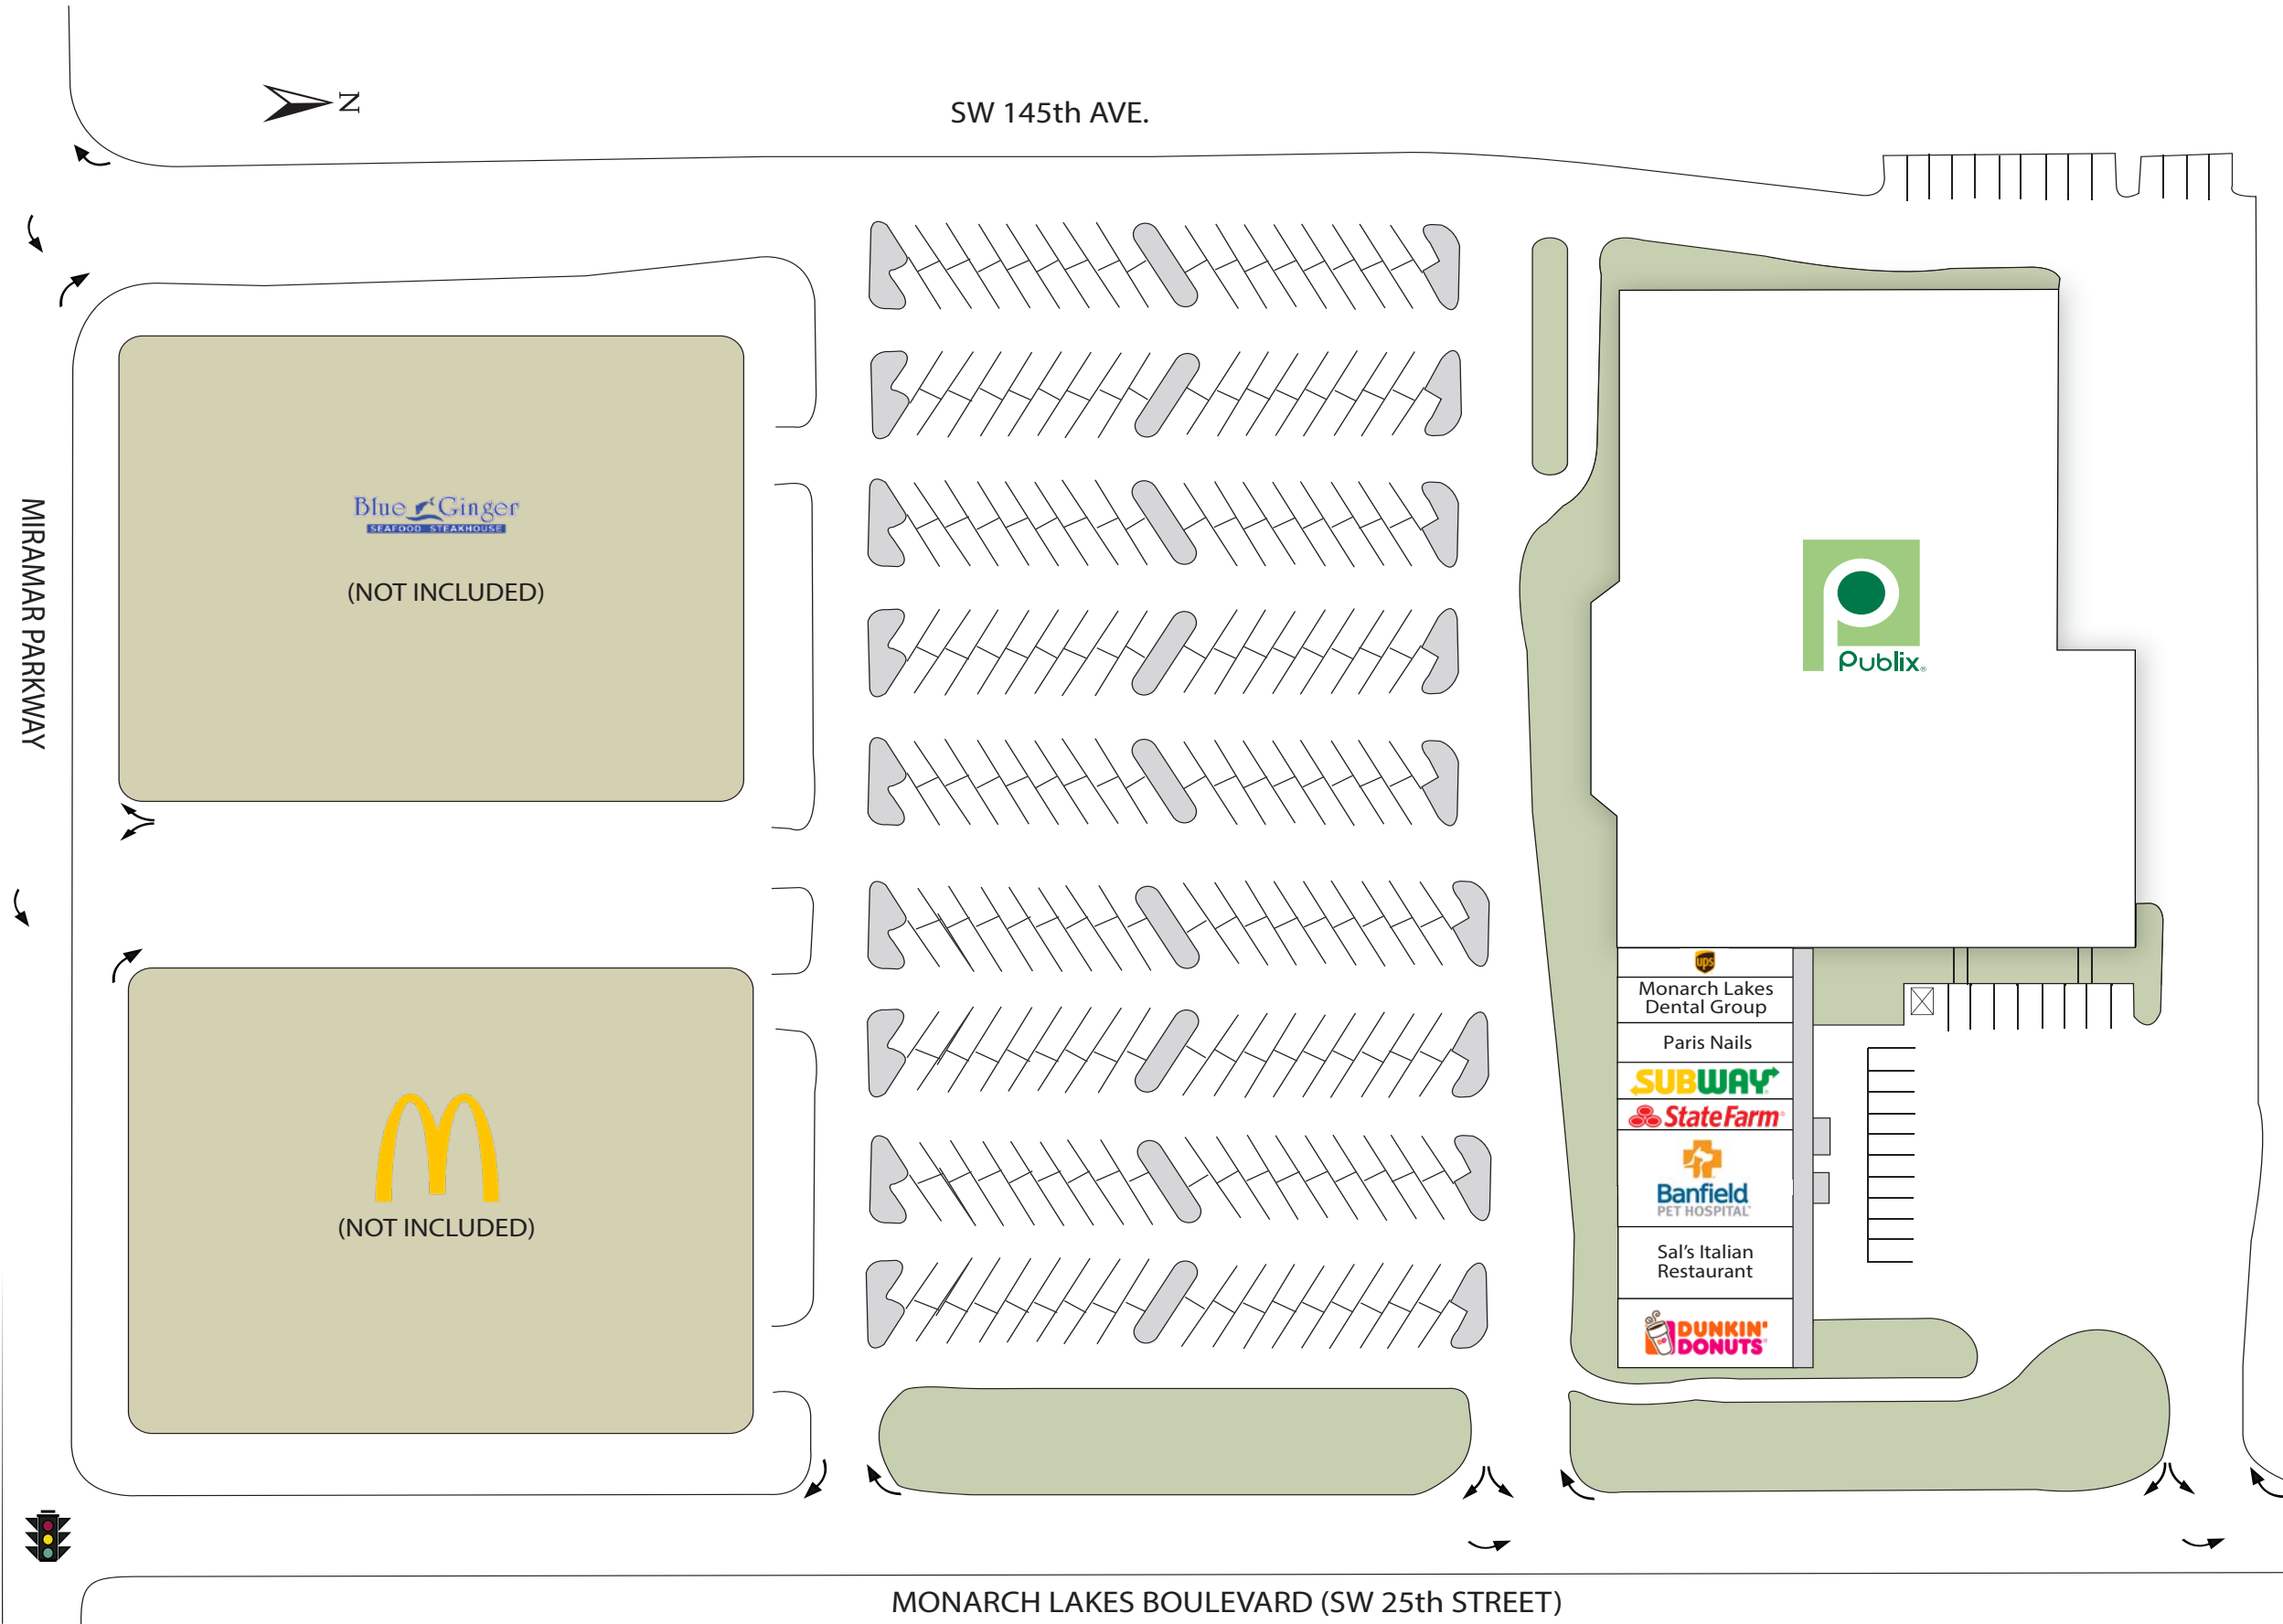 N
SW 145th AVE.
MIRAMAR PARKWAY
Blue Ginger
SEAFOOD STEAKHOUSE
(NOT INCLUDED)
Publix®
ups
Monarch Lakes
Dental Group
Paris Nails
SUBWAY
StateFarm
Banfield
PET HOSPITAL
(NOT INCLUDED)
Sal’s Italian
Restaurant
DUNKIN'
DONUTS
MONARCH LAKES BOULEVARD (SW 25th STREET)